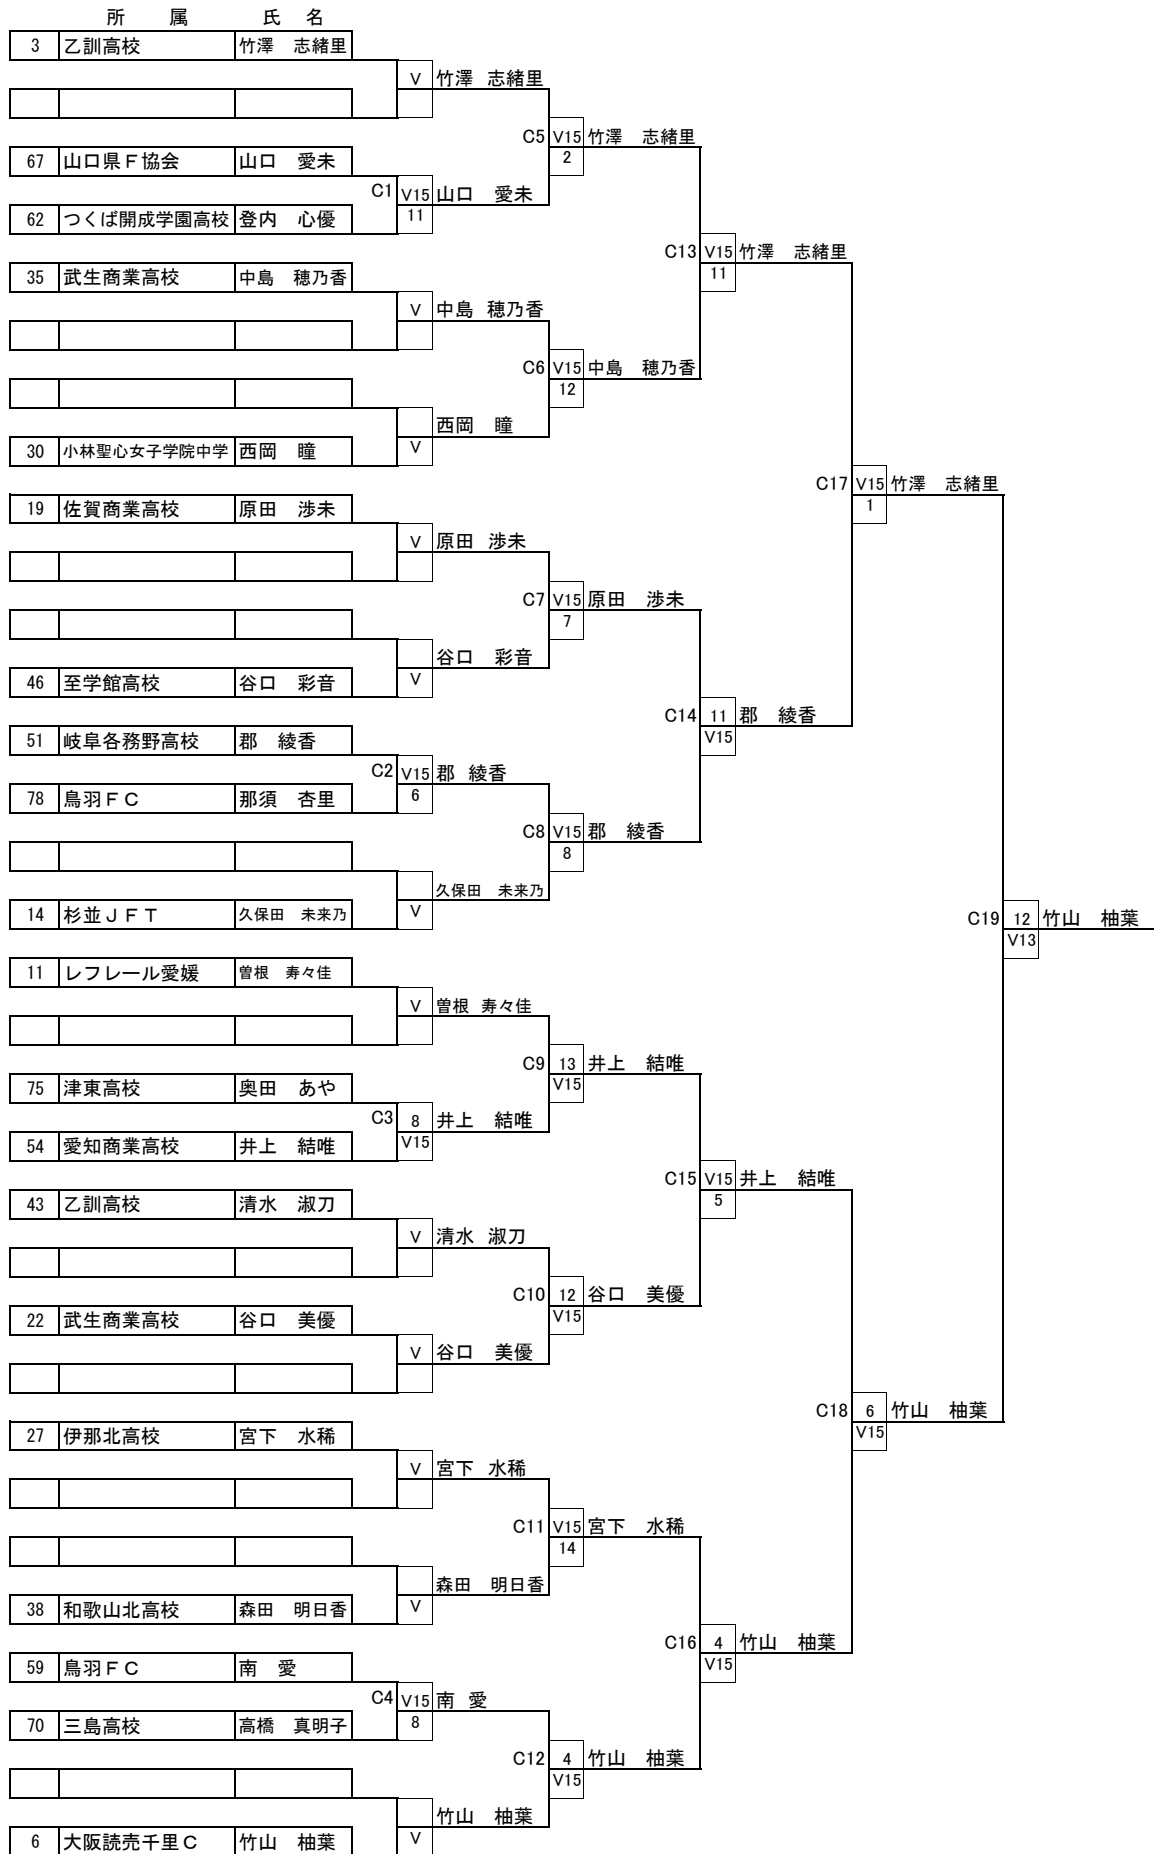 所　属　氏　名
3 乙訓高校 竹澤　志緒里
V 竹澤 志緒里
C5 V15 竹澤　志緒里
2
67 山口県Ｆ協会 山口　愛未
C1 V15 山口　愛未
11
62 つくば開成学園高校 登内　心優
C13 V15 竹澤　志緒里
11
35 武生商業高校 中島　穂乃香
V 中島 穂乃香
C6 V15 中島　穂乃香
12
西岡　瞳
V
30 小林聖心女子学院中学 西岡　瞳
C17 V15 竹澤　志緒里
1
19 佐賀商業高校 原田　渉未
V 原田 渉未
C7 V15 原田　渉未
7
谷口　彩音
V
46 至学館高校 谷口　彩音
C14 11 郡　綾香
V15
51 岐阜各務野高校 郡　綾香
C2 V15 郡 綾香
6
78 鳥羽ＦＣ 那須　杏里
C8 V15 郡　綾香
8
久保田　未来乃
V
14 杉並ＪＦＴ 久保田　未来乃
C19 12 竹山　柚葉
V13
11 レフレール愛媛 曽根　寿々佳
V 曽根 寿々佳
C9 13 井上　結唯
V15
75 津東高校 奥田　あや
C3 8 井上　結唯
V15
54 愛知商業高校 井上　結唯
C15 V15 井上　結唯
5
43 乙訓高校 清水　淑刀
V 清水 淑刀
C10 12 谷口　美優
V15
22 武生商業高校 谷口　美優
V 谷口　美優
C18 6 竹山　柚葉
V15
27 伊那北高校 宮下　水稀
V 宮下 水稀
C11 V15 宮下　水稀
14
森田　明日香
V
38 和歌山北高校 森田　明日香
C16 4 竹山　柚葉
V15
59 鳥羽ＦＣ 南　愛
C4 V15 南 愛
8
70 三島高校 高橋　真明子
C12 4 竹山　柚葉
V15
竹山　柚葉
V
6 大阪読売千里Ｃ 竹山　柚葉